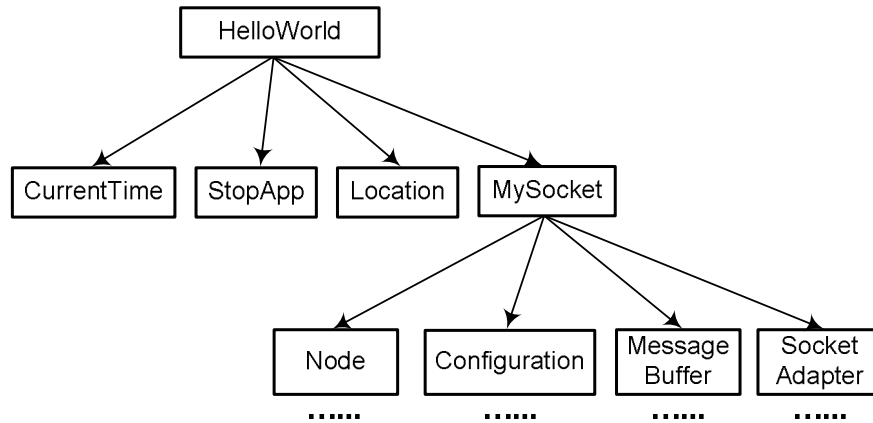 HelloWorld
CurrentTime StopApp Location MySocket
Node Configuration Message Buffer Socket Adapter
...... ...... ...... ......